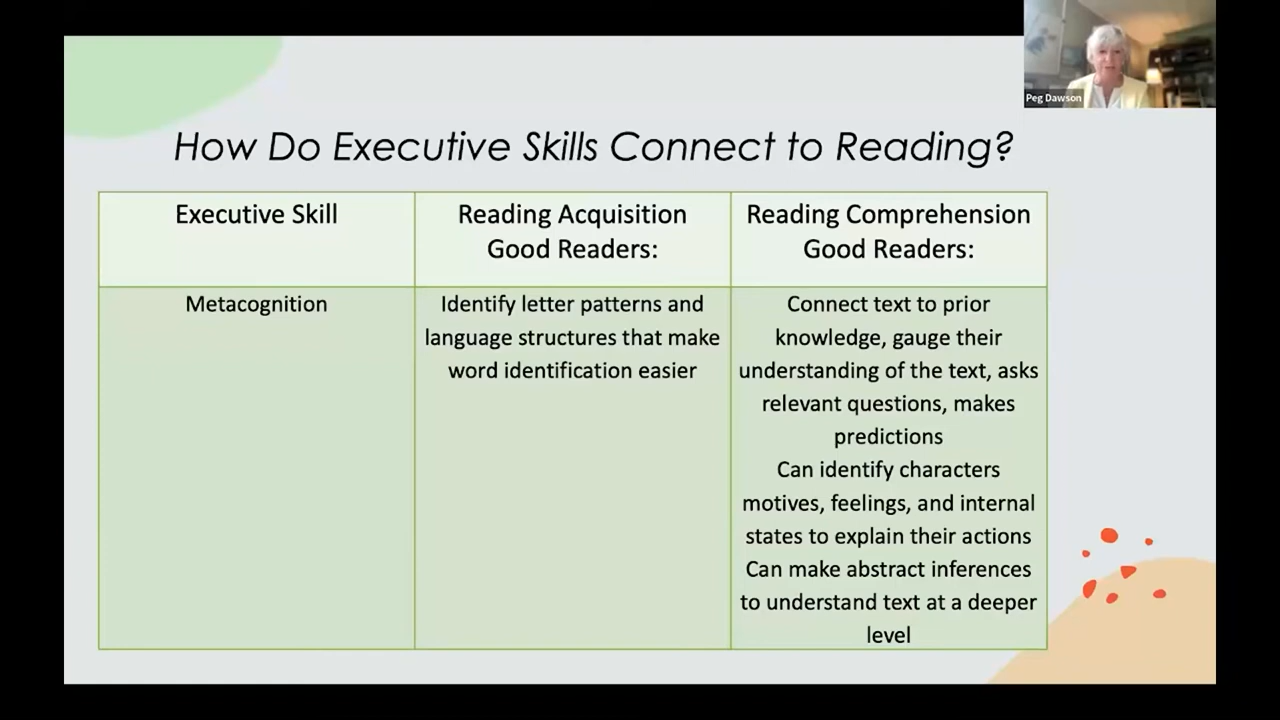 Peg Dawson
How Do Executive Skills Connect to Reading?
Executive Skill
Reading Acquisition
Good Readers:
Reading Comprehension
Good Readers:
Metacognition
Identify letter patterns and
language structures that make
word identification easier
Connect text to prior
knowledge, gauge their
understanding of the text, asks
relevant questions, makes
predictions
Can identify characters
motives, feelings, and internal
states to explain their actions
Can make abstract inferences
to understand text at a deeper
level